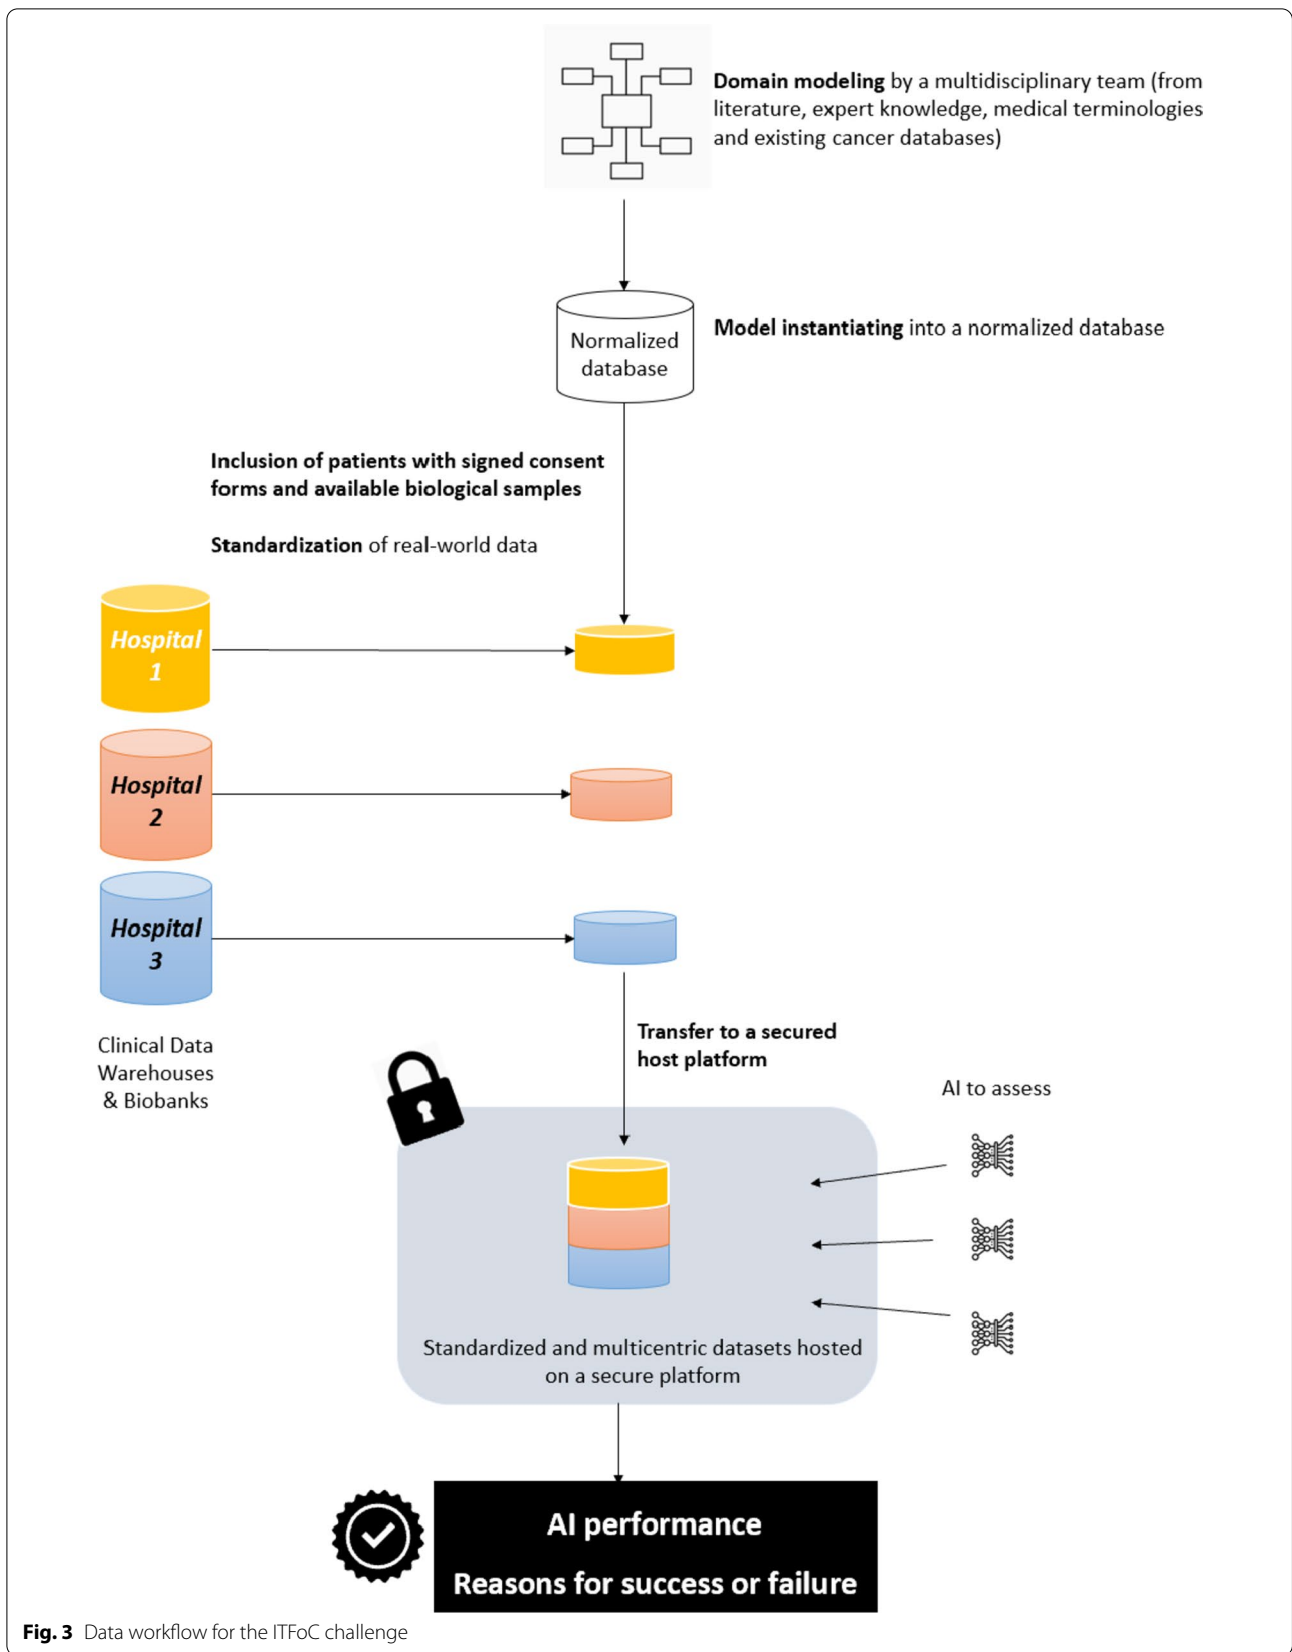 Domain modeling by a multidisciplinary team (from
literature, expert knowledge, medical terminologies
and existing cancer databases)
Normalized
database
Model instantiating into a normalized database
Inclusion of patients with signed consent
forms and available biological samples
Standardization of real-world data
Hospital
1
Hospital
2
Hospital
3
Clinical Data
Warehouses
& Biobanks
Transfer to a secured
host platform
AI to assess
Standardized and multicentric datasets hosted
on a secure platform
AI performance
Reasons for success or failure
Fig. 3 Data workflow for the ITFoC challenge